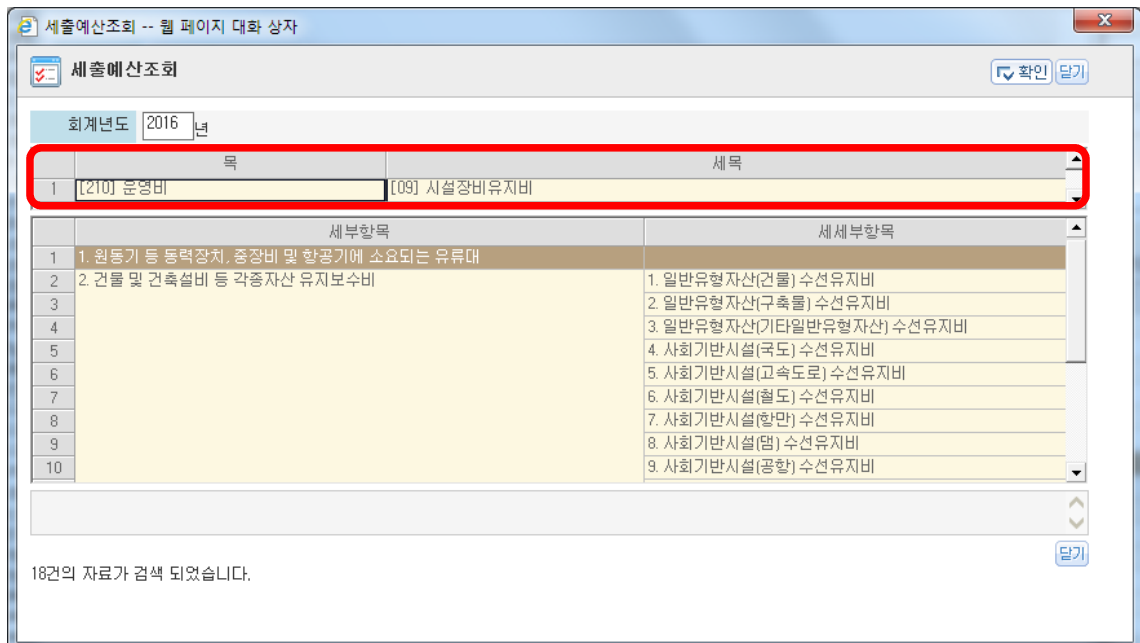 세출예산조회 -- 웹 페이지 대화 상자
세출예산조회 확인 닫기
회계년도 2016 년
목 세목
1 [210] 운영비 [09] 시설장비유지비
세부항목 세세부항목
1 1. 원동기 등 동력장치, 중장비 및 항공기에 소요되는 유류대
2 2. 건물 및 건축설비 등 각종자산 유지보수비 1. 일반유형자산(건물) 수선유지비
3 2. 일반유형자산(구축물) 수선유지비
4 3. 일반유형자산(기타일반유형자산) 수선유지비
5 4. 사회기반시설(국도) 수선유지비
6 5. 사회기반시설(고속도로) 수선유지비
7 6. 사회기반시설(철도) 수선유지비
8 7. 사회기반시설(항만) 수선유지비
9 8. 사회기반시설(댐) 수선유지비
10 9. 사회기반시설(공항) 수선유지비
닫기
18건의 자료가 검색 되었습니다.